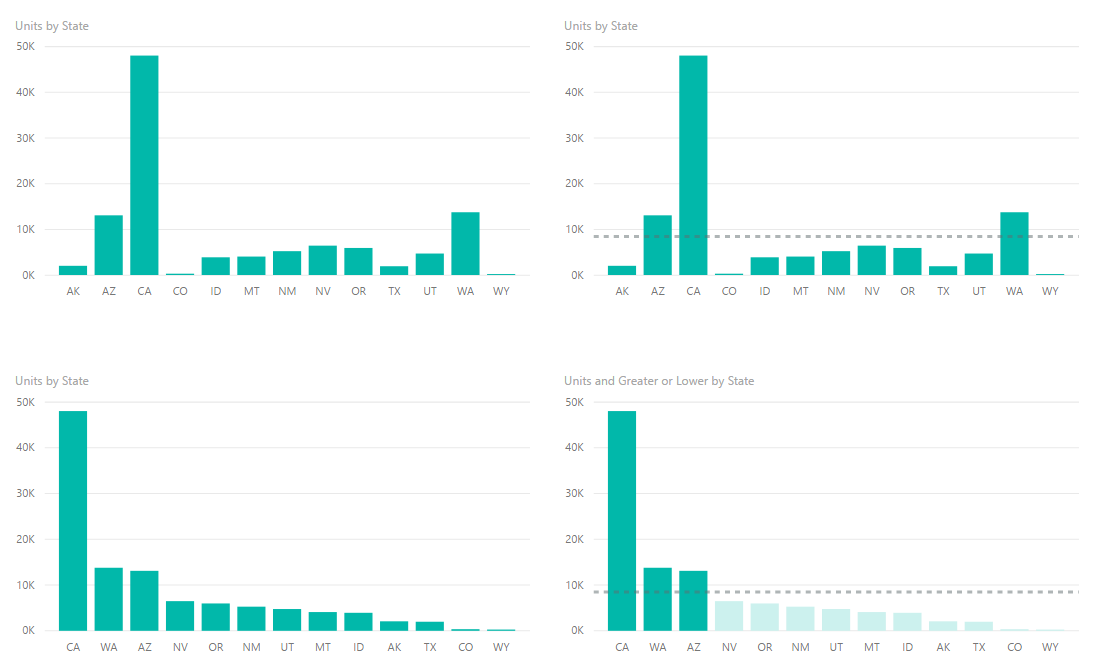 Units by State
50K
40K
30K
20K
10K
0K
AK AZ CA CO ID MT NM NV OR TX UT WA WY
Units by State
50K
40K
30K
20K
10K
0K
AK AZ CA CO ID MT NM NV OR TX UT WA WY
Units by State
50K
40K
30K
20K
10K
0K
CA WA AZ NV OR NM UT MT ID AK TX CO WY
Units and Greater or Lower by State
50K
40K
30K
20K
10K
0K
CA WA AZ NV OR NM UT MT ID AK TX CO WY